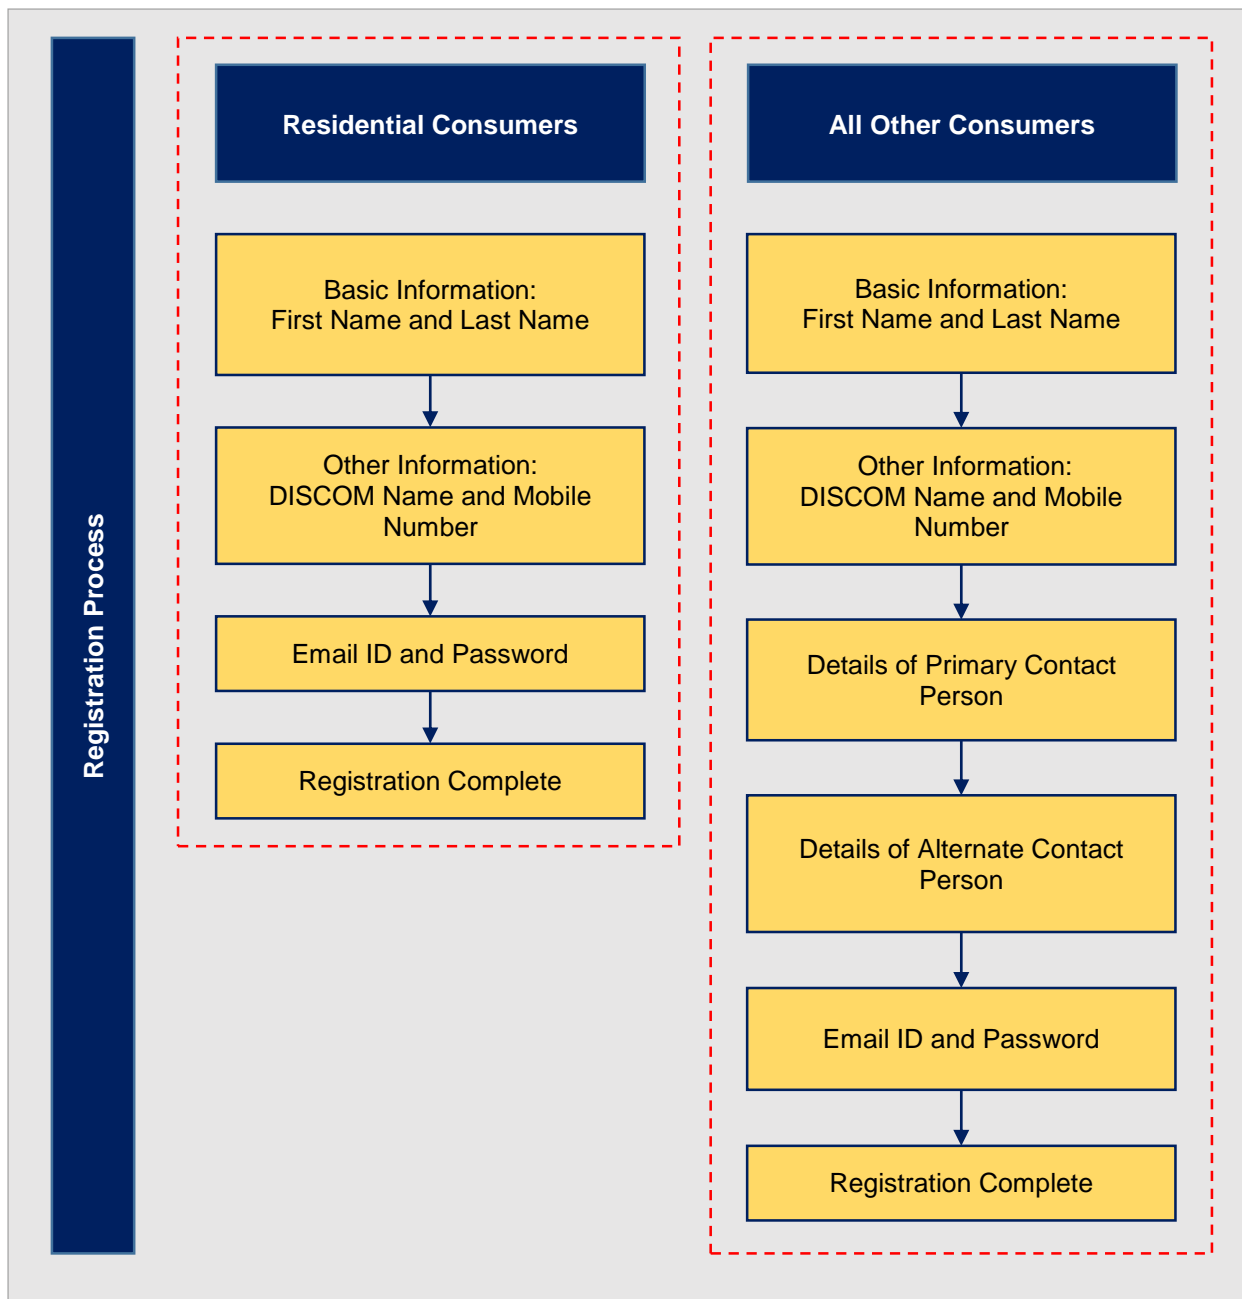 Registration Process
Residential Consumers
Basic Information:
First Name and Last Name
Other Information:
DISCOM Name and Mobile
Number
Email ID and Password
Registration Complete
All Other Consumers
Basic Information:
First Name and Last Name
Other Information:
DISCOM Name and Mobile
Number
Details of Primary Contact
Person
Details of Alternate Contact
Person
Email ID and Password
Registration Complete